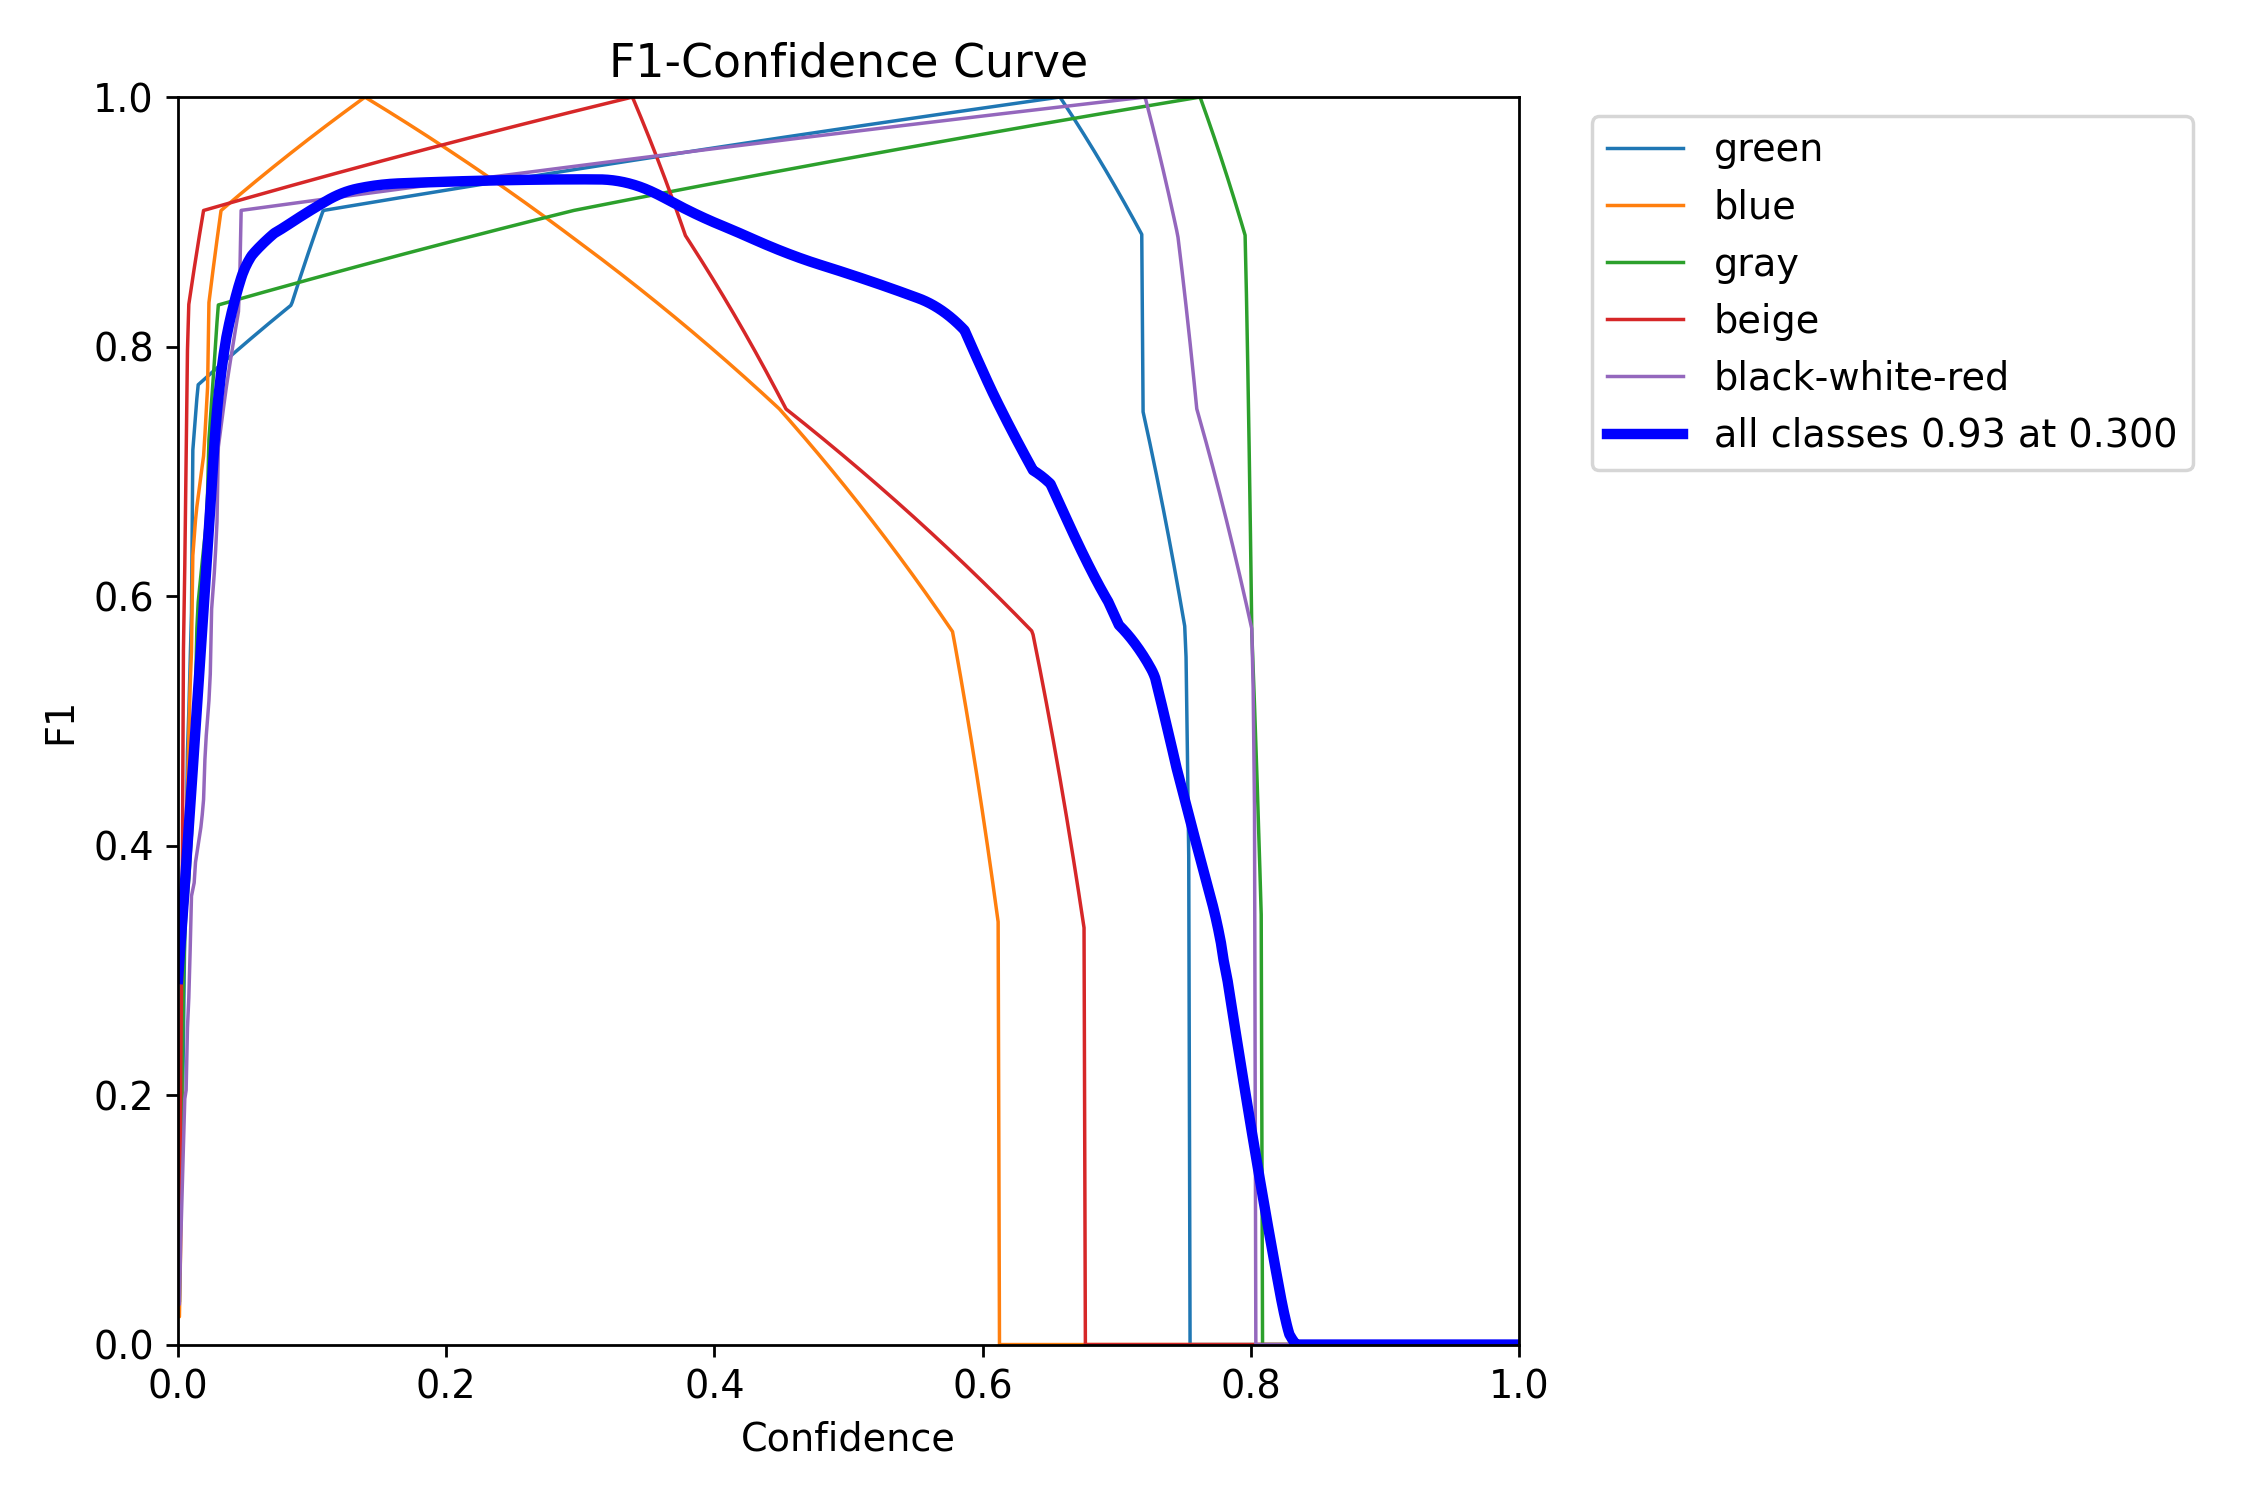 F1-Confidence Curve
1.0
0.8
0.6
0.4
0.2
0.0
F1
0.0 0.2 0.4 0.6 0.8 1.0
Confidence
green
blue
gray
beige
black-white-red
all classes 0.93 at 0.300